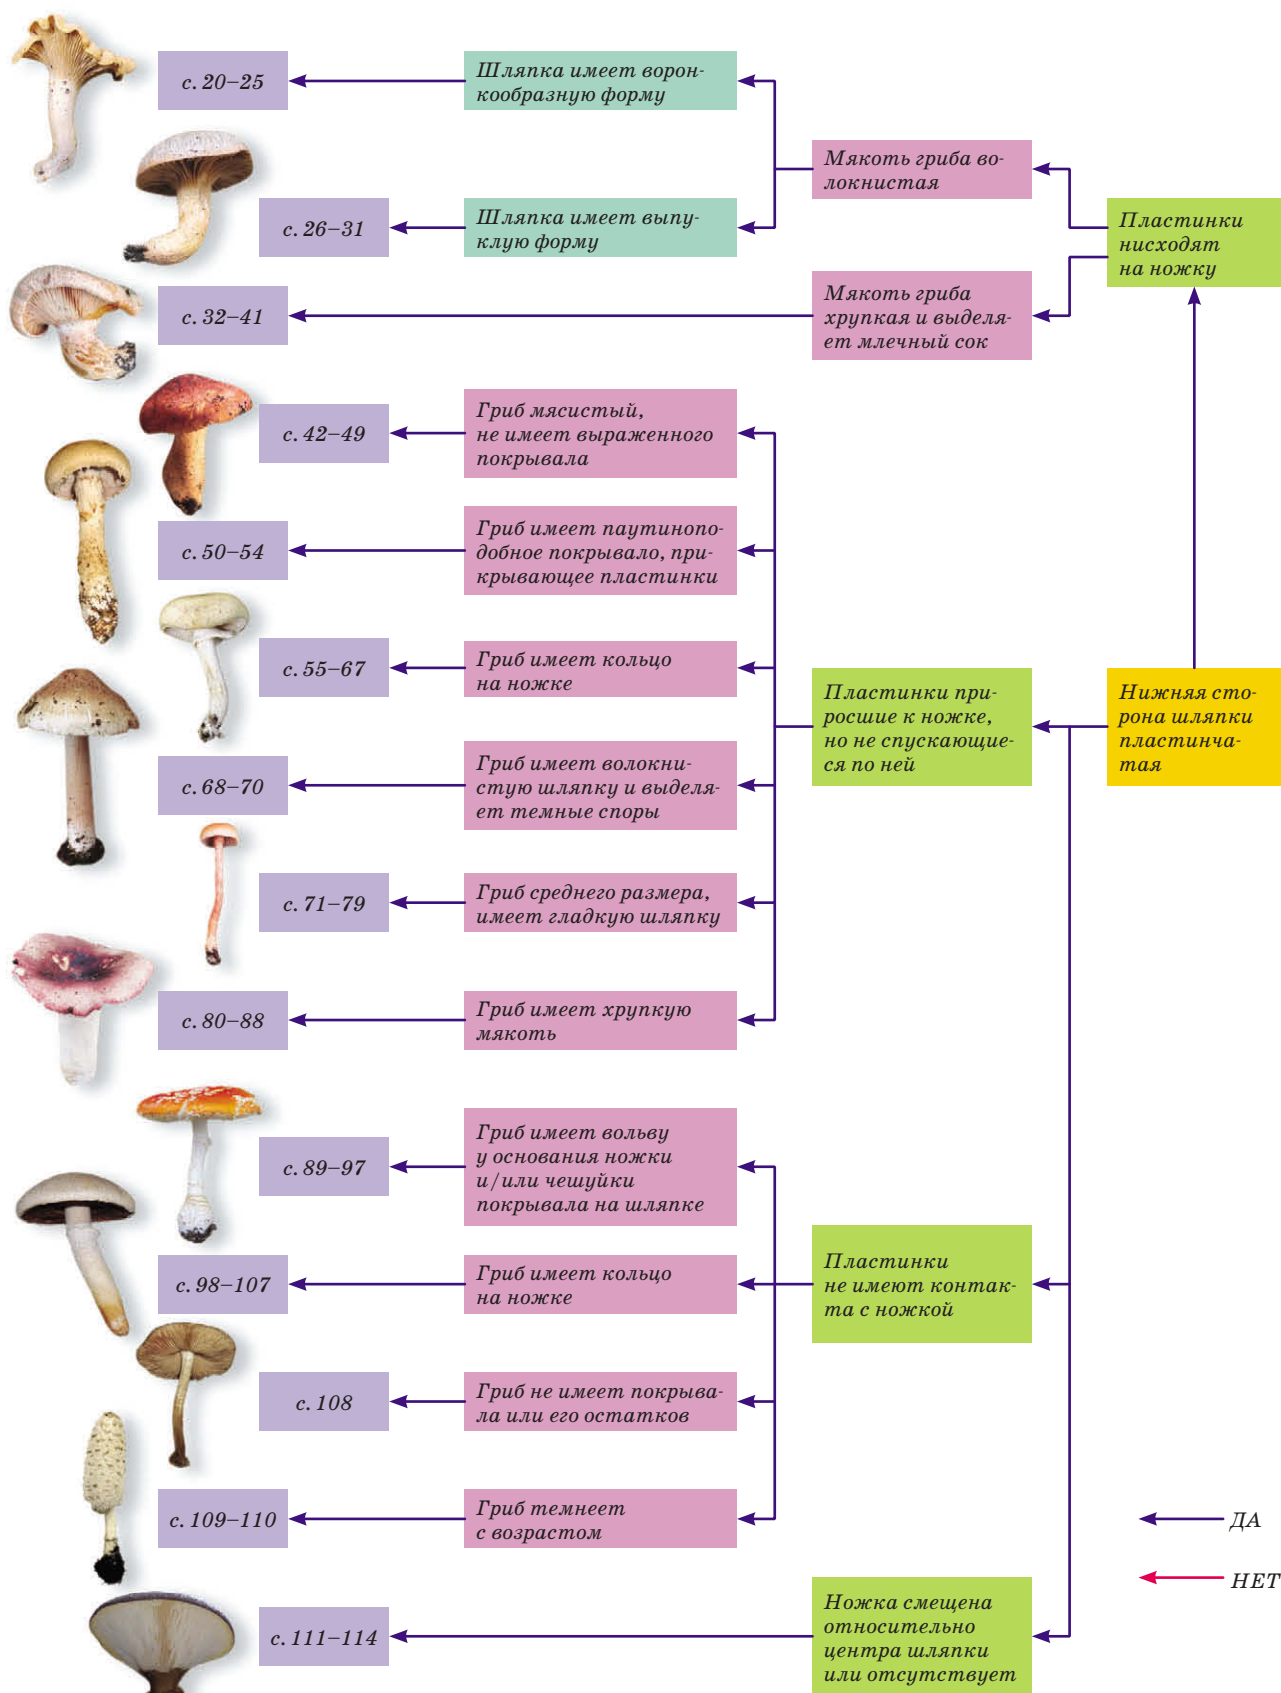 с. 20–25
Шляпка имеет ворон-
кообразную форму
Мякоть гриба во-
локнистая
с. 26–31
Шляпка имеет выпу-
клую форму
Пластинки
нисходят
на ножку
с. 32–41
Мякоть гриба
хрупкая и выделя-
ет млечный сок
с. 42–49
Гриб мясистый,
не имеет выраженного
покрывала
с. 50–54
Гриб имеет паутинопо-
добное покрывало, при-
крывающее пластинки
с. 55–67
Гриб имеет кольцо
на ножке
Пластинки при-
росшие к ножке,
но не спускающие-
ся по ней
Нижняя сто-
рона шляпки
пластинча-
тая
с. 68–70
Гриб имеет волокни-
стую шляпку и выделя-
ет темные споры
с. 71–79
Гриб среднего размера,
имеет гладкую шляпку
с. 80–88
Гриб имеет хрупкую
мякоть
с. 89–97
Гриб имеет вольву
у основания ножки
и/или чешуйки
покрывала на шляпке
с. 98–107
Гриб имеет кольцо
на ножке
Пластинки
не имеют контак-
та с ножкой
с. 108
Гриб не имеет покрыва-
ла или его остатков
с. 109–110
Гриб темнеет
с возрастом
ДА
НЕТ
с. 111–114
Ножка смещена
относительно
центра шляпки
или отсутствует